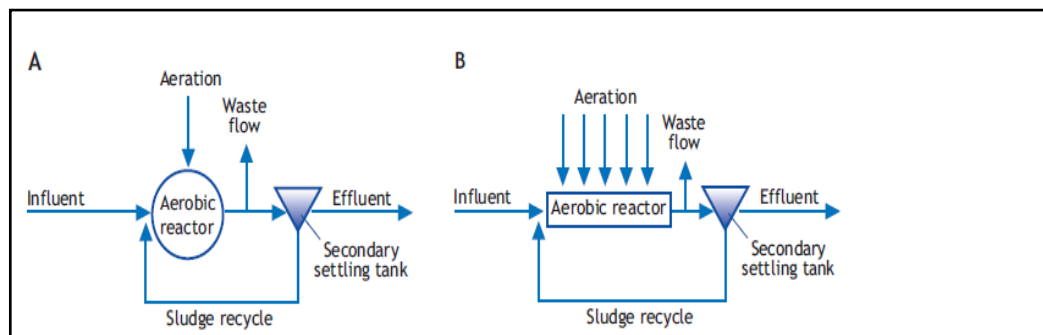 A
Aeration
Waste
flow
Influent
Aerobic
reactor
Effluent
Secondary
settling tank
Sludge recycle
B
Aeration
Waste
flow
Influent
Aerobic reactor
Effluent
Secondary
settling tank
Sludge recycle